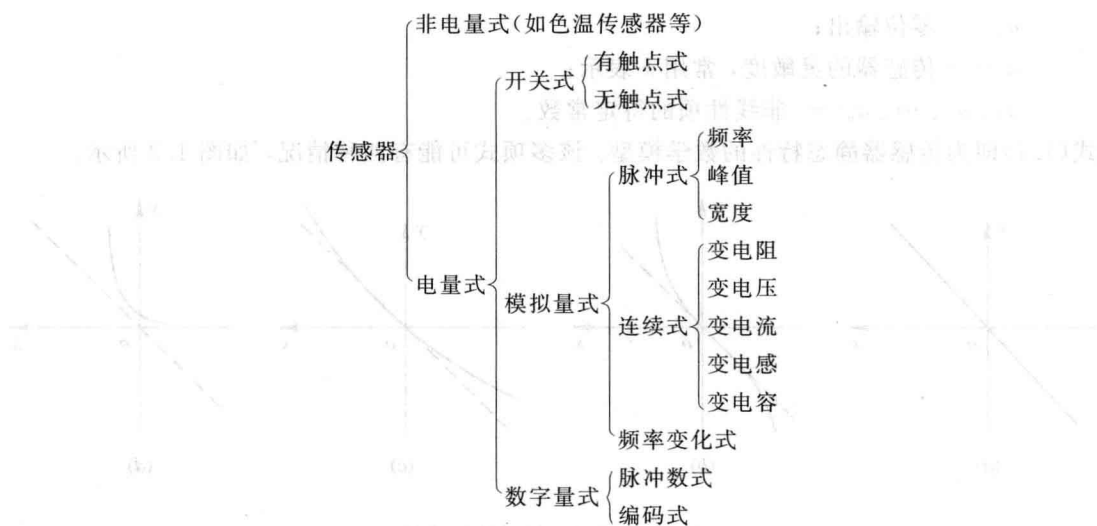 非电量式(如色温传感器等)
有触点式
开关式
无触点式
频率
传感器
脉冲式
峰值
宽度
变电阻
电量式
变电压
模拟量式
连续式
变电流
变电感
变电容
频率变化式
脉冲数式
数字量式
编码式